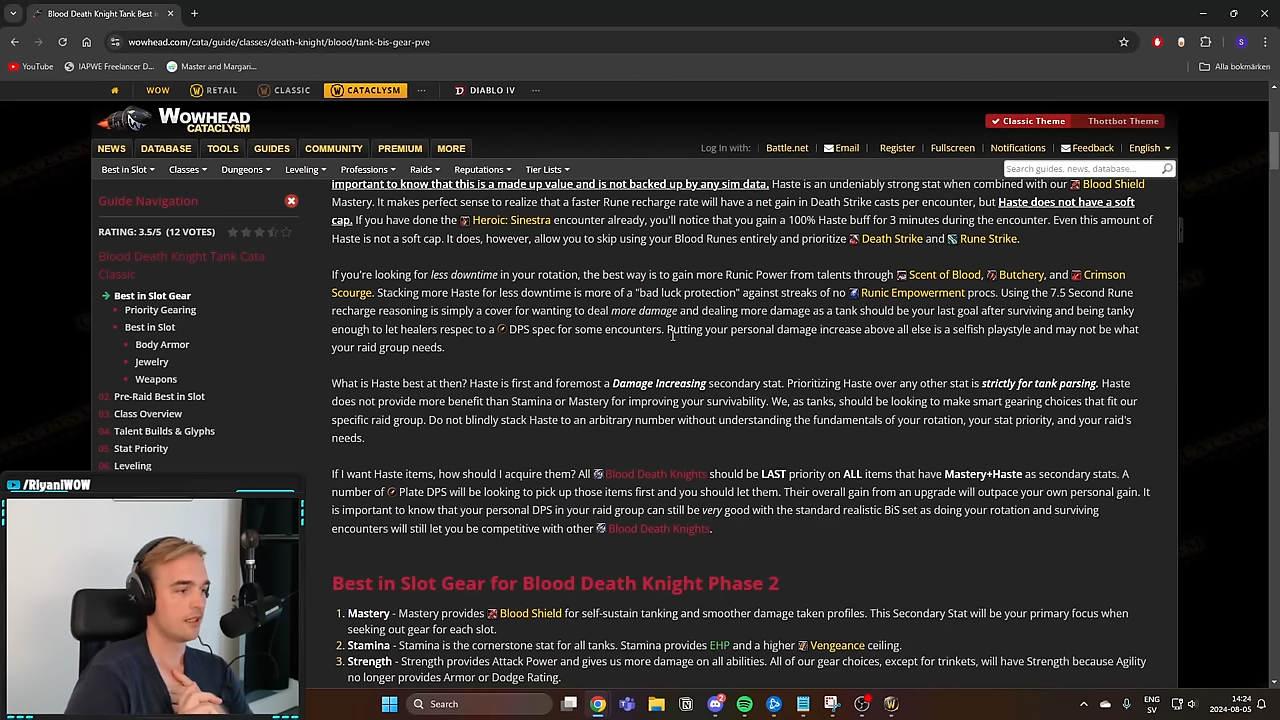 Blood Death Knight Tank Best in
wowhead.com/cata/guide/classes/death-knight/blood/tank-bis-gear-pve
S
YouTube
IAPWE Freelancer D...
Master and Margari...
Alla bokmärken
WOW
RETAIL
CLASSIC
CATACLYSM
DIABLO IV
WOWHEAD
CATACLYSM
Classic Theme
Thottbot Theme
NEWS
DATABASE
TOOLS
GUIDES
COMMUNITY
PREMIUM
MORE
Log In with:
Battle.net
Email
Register
Fullscreen
Notifications
Feedback
English
Best in Slot
Classes
Dungeons
Leveling
Professions
Raids
Reputations
Tier Lists
Search guides, news, database...
Guide Navigation
RATING: 3.5/5 (12 VOTES)
Blood Death Knight Tank Cata
Classic
Best in Slot Gear
Priority Gearing
Best in Slot
Body Armor
Jewelry
Weapons
02. Pre-Raid Best in Slot
03. Class Overview
04. Talent Builds & Glyphs
05. Stat Priority
06. Leveling
important to know that this is a made up value and is not backed up by any sim data. Haste is an undeniably strong stat when combined with our Blood Shield
Mastery. It makes perfect sense to realize that a faster Rune recharge rate will have a net gain in Death Strike casts per encounter, but Haste does not have a soft
cap. If you have done the Heroic: Sinestra encounter already, you'll notice that you gain a 100% Haste buff for 3 minutes during the encounter. Even this amount of
Haste is not a soft cap. It does, however, allow you to skip using your Blood Runes entirely and prioritize Death Strike and Rune Strike.
If you're looking for less downtime in your rotation, the best way is to gain more Runic Power from talents through Scent of Blood, Butchery, and Crimson
Scourge. Stacking more Haste for less downtime is more of a "bad luck protection" against streaks of no Runic Empowerment procs. Using the 7.5 Second Rune
recharge reasoning is simply a cover for wanting to deal more damage and dealing more damage as a tank should be your last goal after surviving and being tanky
enough to let healers respec to a DPS spec for some encounters. Putting your personal damage increase above all else is a selfish playstyle and may not be what
your raid group needs.
What is Haste best at then? Haste is first and foremost a Damage Increasing secondary stat. Prioritizing Haste over any other stat is strictly for tank parsing. Haste
does not provide more benefit than Stamina or Mastery for improving your survivability. We, as tanks, should be looking to make smart gearing choices that fit our
specific raid group. Do not blindly stack Haste to an arbitrary number without understanding the fundamentals of your rotation, your stat priority, and your raid's
needs.
If I want Haste items, how should I acquire them? All Blood Death Knights should be LAST priority on ALL items that have Mastery+Haste as secondary stats. A
number of Plate DPS will be looking to pick up those items first and you should let them. Their overall gain from an upgrade will outpace your own personal gain. It
is important to know that your personal DPS in your raid group can still be very good with the standard realistic BiS set as doing your rotation and surviving
encounters will still let you be competitive with other Blood Death Knights.
Best in Slot Gear for Blood Death Knight Phase 2
1. Mastery - Mastery provides Blood Shield for self-sustain tanking and smoother damage taken profiles. This Secondary Stat will be your primary focus when
seeking out gear for each slot.
2. Stamina - Stamina is the cornerstone stat for all tanks. Stamina provides EHP and a higher Vengeance ceiling.
3. Strength - Strength provides Attack Power and gives us more damage on all abilities. All of our gear choices, except for trinkets, will have Strength because Agility
no longer provides Armor or Dodge Rating.
/RiyaniWOW
Search
2
ENG
SV
14:24
2024-08-05